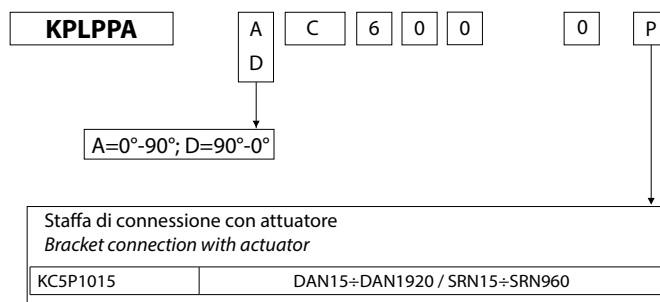 KPLPPA A C 6 0 0 0 P
D
A=0°-90°; D=90°-0°
Staffa di connessione con attuatore
Bracket connection with actuator
KC5P1015 DAN15÷DAN1920 / SRN15÷SRN960